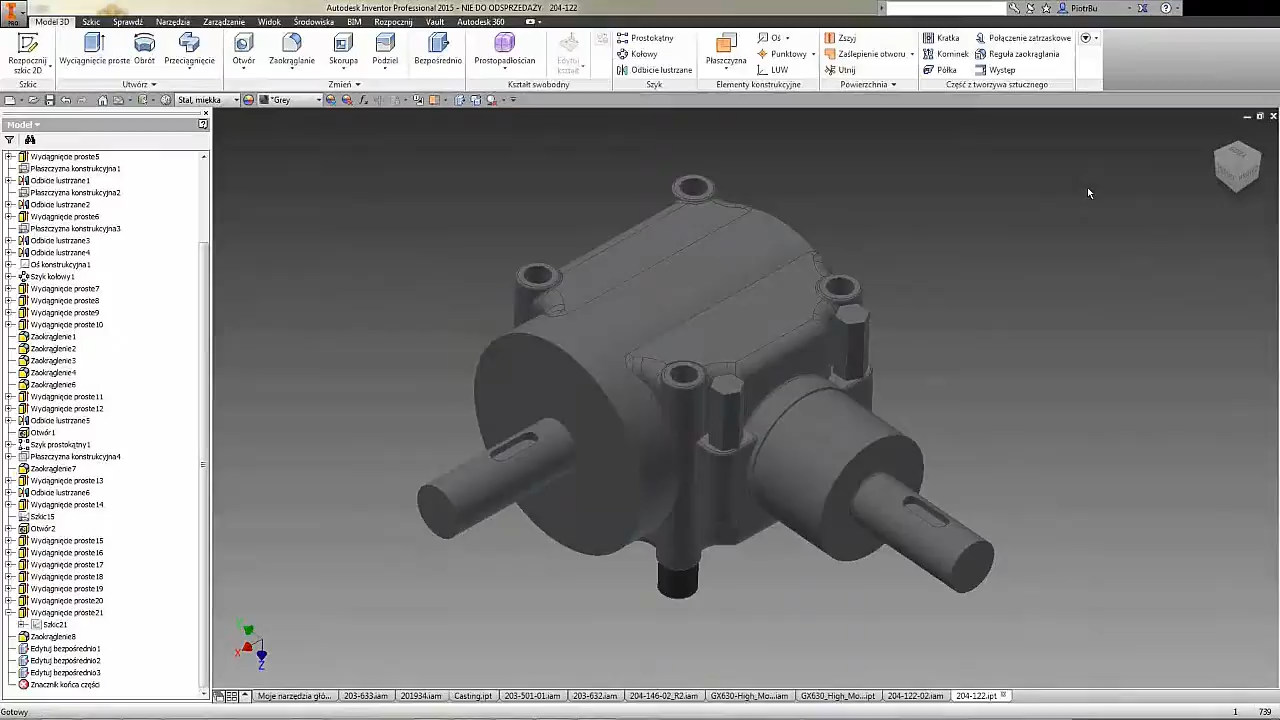 Autodesk Inventor Professional 2015 - NIE DO ODSPRZEDAŻY 204-122
PiotrBu
PRO
Model 3D Szkic Sprawdź Narzędzia Zarządzanie Widok Środowiska BIM Rozpocznij Vault Autodesk 360
Rozpocznij szkic 2D
Wyciągnięcie proste Obrót Przeciągnięcie
Otwór Zaokrąglanie Skorupa Podziel
Bezpośrednio
Prostopadłościan
Edytuj kształt
Prostokątny
Kołowy
Odbicie lustrzane
Płaszczyzna
Oś
Punktowy
LUW
Zszyj
Zaślepienie otworu
Utnij
Kratka
Kominek
Półka
Połączenie zatrzaskowe
Reguła zaokrąglania
Występ
Szkic Utwórz Zmień Kształt swobodny Szyk Elementy konstrukcyjne Powierzchnia Część z tworzywa sztucznego
Stal, miękka
*Grey
Model
Wyciągnięcie proste5
Płaszczyzna konstrukcyjna1
Odbicie lustrzane1
Płaszczyzna konstrukcyjna2
Odbicie lustrzane2
Wyciągnięcie proste6
Płaszczyzna konstrukcyjna3
Odbicie lustrzane3
Odbicie lustrzane4
Oś konstrukcyjna1
Szyk kołowy1
Wyciągnięcie proste7
Wyciągnięcie proste8
Wyciągnięcie proste9
Wyciągnięcie proste10
Zaokrąglenie1
Zaokrąglenie2
Zaokrąglenie3
Zaokrąglenie4
Zaokrąglenie6
Wyciągnięcie proste11
Wyciągnięcie proste12
Odbicie lustrzane5
Otwór1
Szyk prostokątny1
Płaszczyzna konstrukcyjna4
Zaokrąglenie7
Wyciągnięcie proste13
Odbicie lustrzane6
Wyciągnięcie proste14
Szkic15
Otwór2
Wyciągnięcie proste15
Wyciągnięcie proste16
Wyciągnięcie proste17
Wyciągnięcie proste18
Wyciągnięcie proste19
Wyciągnięcie proste20
Wyciągnięcie proste21
Szkic21
Zaokrąglenie8
Edytuj bezpośrednio1
Edytuj bezpośrednio2
Edytuj bezpośrednio3
Znacznik końca części
X
Z
Moje narzędzia głó... 203-633.iam 201934.iam Casting.ipt 203-501-01.iam 203-632.iam 204-146-02_R2.iam GX630-High_Mo...iam GX630-High_Mo...ipt 204-122-02.iam 204-122.ipt
Gotowy
1 739